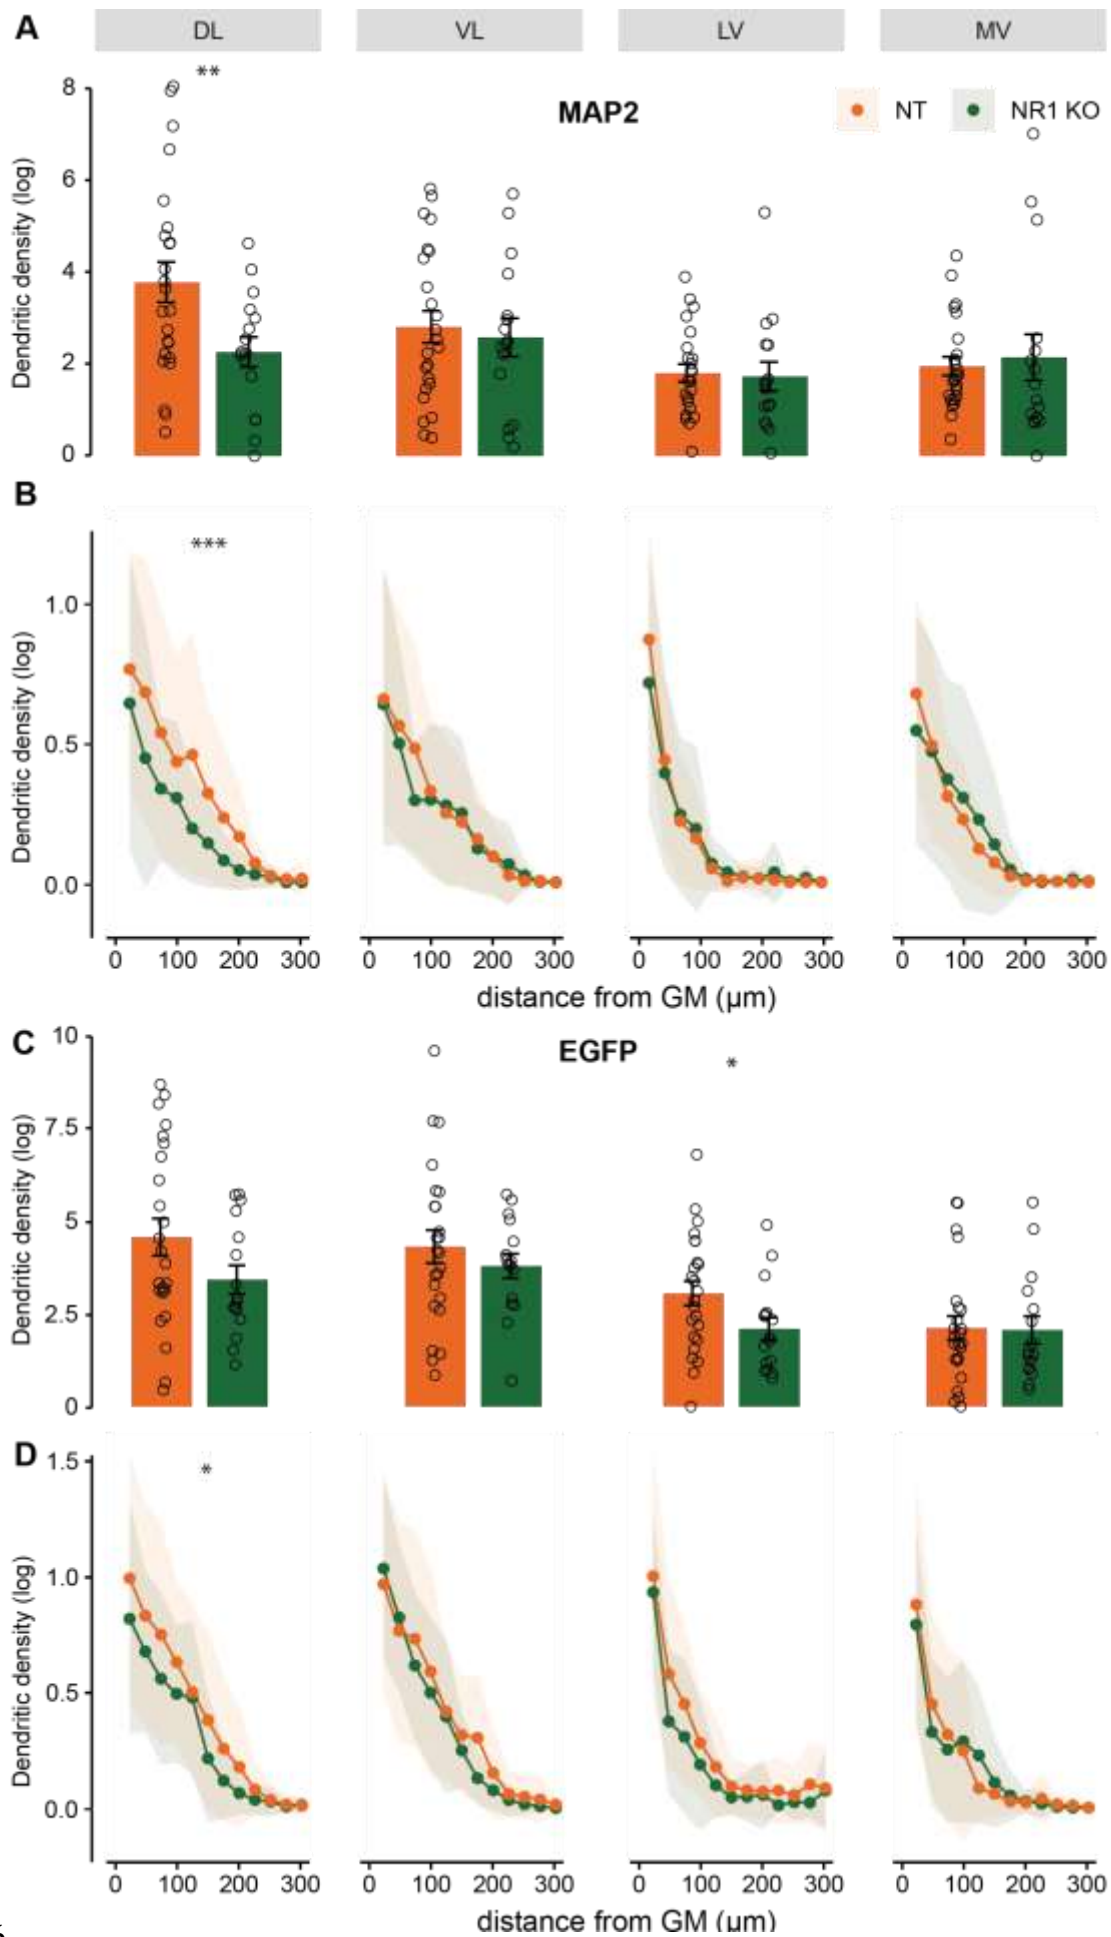 A
DL VL LV MV
**
MAP2
NT NR1 KO
Dendritic density (log)
8
6
4
2
0
B
***
Dendritic density (log)
1.0
0.5
0.0
0 100 200 300 0 100 200 300 0 100 200 300 0 100 200 300
distance from GM (µm)
C
EGFP
*
Dendritic density (log)
10
7.5
5
2.5
0
D
*
Dendritic density (log)
1.5
1.0
0.5
0.0
0 100 200 300 0 100 200 300 0 100 200 300 0 100 200 300
distance from GM (µm)